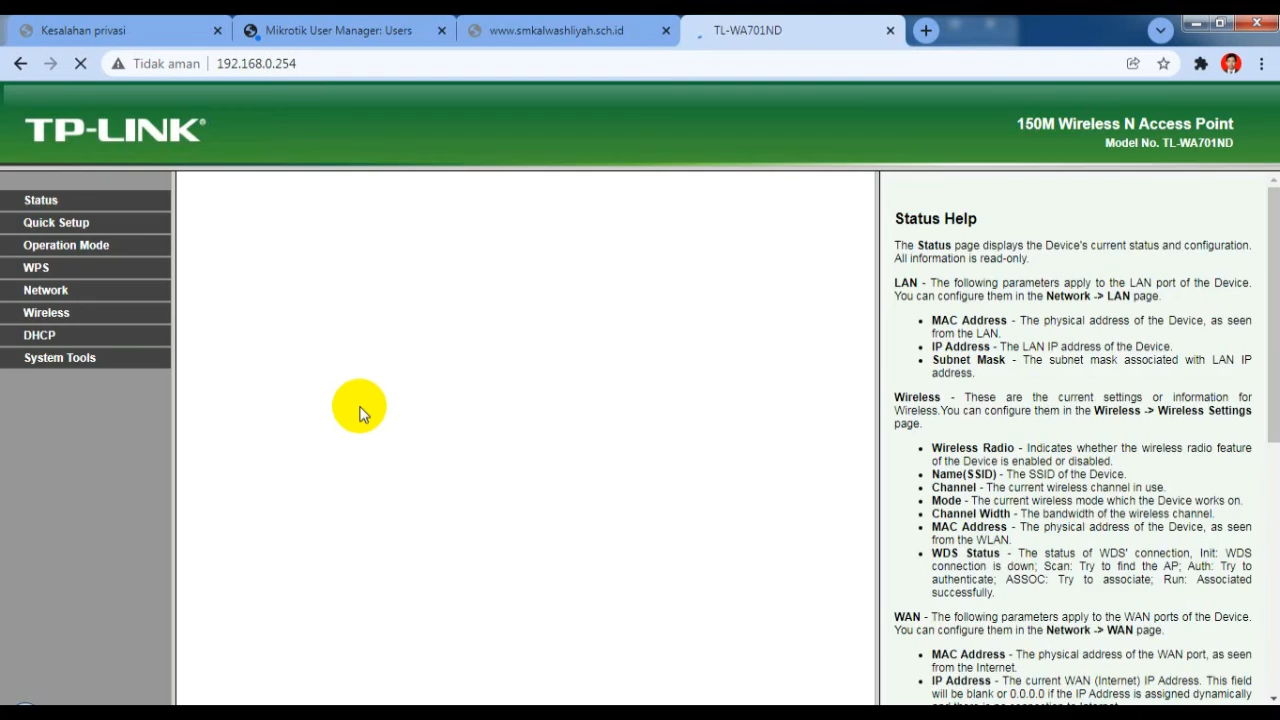 Kesalahan privasi
Mikrotik User Manager: Users
www.smkalwashliyah.sch.id
TL-WA701ND
Tidak aman
192.168.0.254
TP-LINK®
150M Wireless N Access Point
Model No. TL-WA701ND
Status
Quick Setup
Operation Mode
WPS
Network
Wireless
DHCP
System Tools
Status Help
The Status page displays the Device's current status and configuration.
All information is read-only.
LAN - The following parameters apply to the LAN port of the Device.
You can configure them in the Network -> LAN page.
• MAC Address - The physical address of the Device, as seen
from the LAN.
• IP Address - The LAN IP address of the Device.
• Subnet Mask - The subnet mask associated with LAN IP
address.
Wireless - These are the current settings or information for
Wireless.You can configure them in the Wireless -> Wireless Settings
page.
• Wireless Radio - Indicates whether the wireless radio feature
of the Device is enabled or disabled.
• Name(SSID) - The SSID of the Device.
• Channel - The current wireless channel in use.
• Mode - The current wireless mode which the Device works on.
• Channel Width - The bandwidth of the wireless channel.
• MAC Address - The physical address of the Device, as seen
from the WLAN.
• WDS Status - The status of WDS' connection, Init: WDS
connection is down; Scan: Try to find the AP; Auth: Try to
authenticate; ASSOC: Try to associate; Run: Associated
successfully.
WAN - The following parameters apply to the WAN ports of the Device.
You can configure them in the Network -> WAN page.
• MAC Address - The physical address of the WAN port, as seen
from the Internet.
• IP Address - The current WAN (Internet) IP Address. This field
will be blank or 0.0.0.0 if the IP Address is assigned dynamically
and there is no connection to Internet.